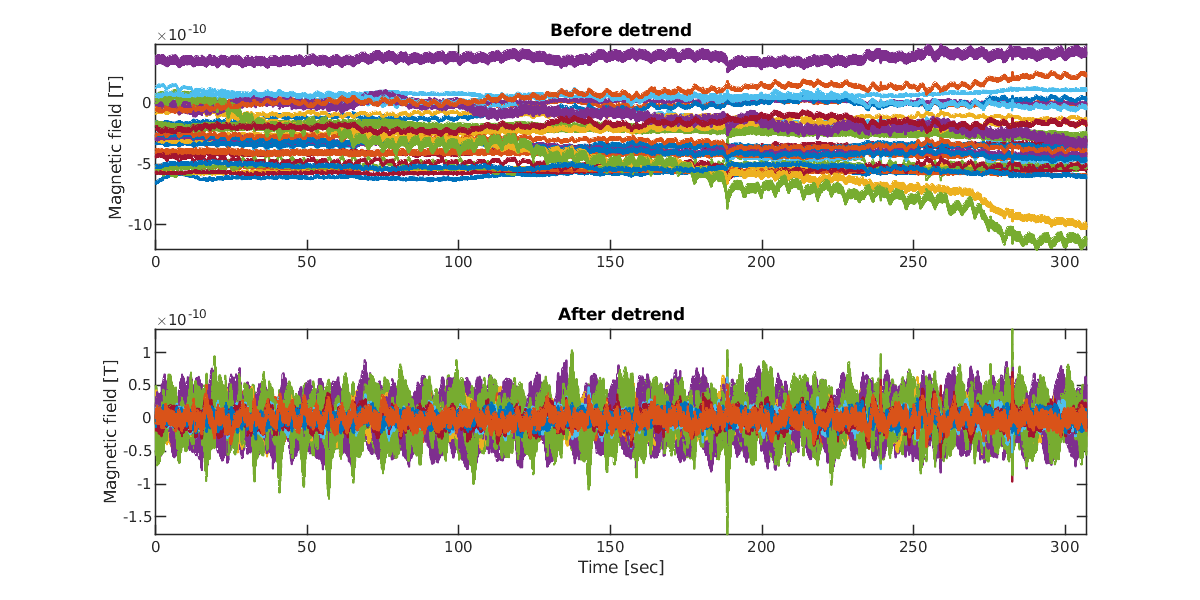 Before detrend
×10⁻¹⁰
0
-5
-10
Magnetic field [T]
0 50 100 150 200 250 300
After detrend
×10⁻¹⁰
1
0.5
0
-0.5
-1
-1.5
Magnetic field [T]
0 50 100 150 200 250 300
Time [sec]